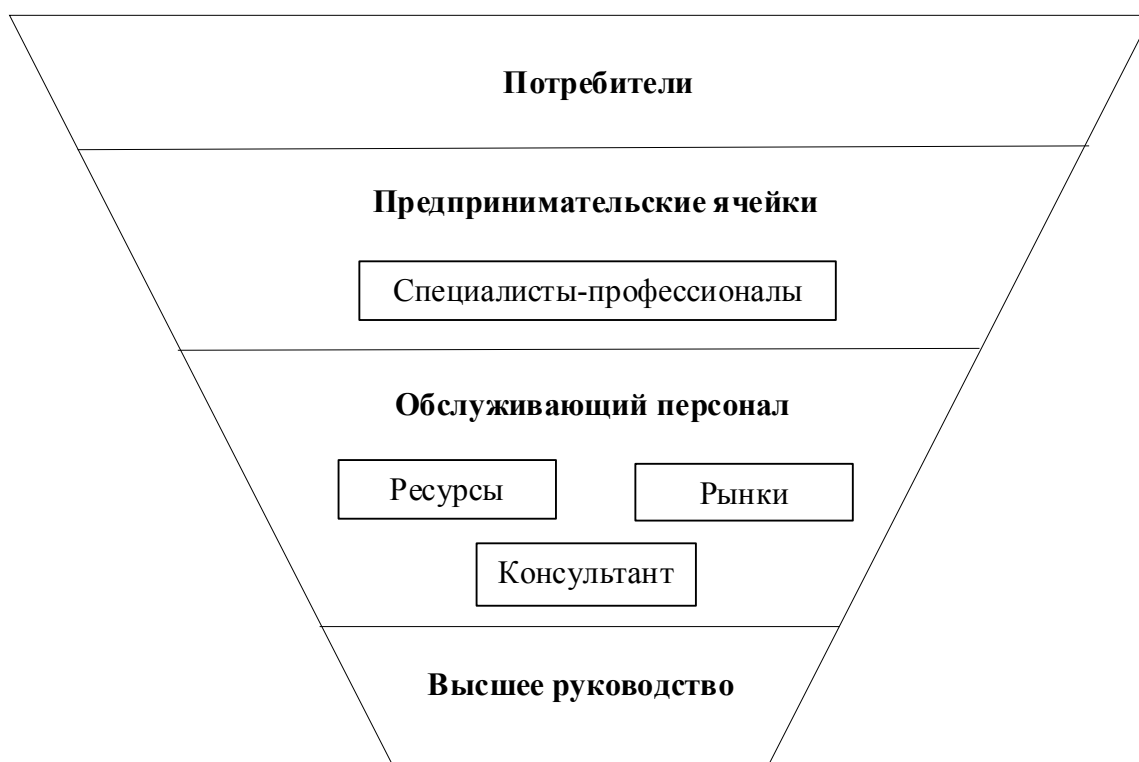 Потребители
Предпринимательские ячейки
Специалисты-профессионалы
Обслуживающий персонал
Ресурсы
Рынки
Консультант
Высшее руководство